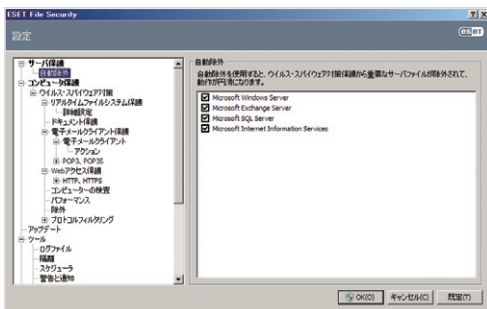 ESET File Security
設定
eset
サーバ保護
自動除外
コンピュータ保護
ウイルス・スパイウェア対策
リアルタイムファイルシステム保護
詳細設定
ドキュメント保護
電子メールクライアント保護
電子メールクライアント
アクション
POP3、POP3S
Webアクセス保護
HTTP、HTTPS
コンピューターの検査
パフォーマンス
除外
プロトコルフィルタリング
アップデート
ツール
ログファイル
隔離
スケジューラ
警告と通知
自動除外
自動除外を使用すると、ウイルス・スパイウェア対策保護から重要なサーバファイルが除外されて、
動作が円滑になります。
Microsoft Windows Server
Microsoft Exchange Server
Microsoft SQL Server
Microsoft Internet Information Services
OK(O)
キャンセル(C)
既定(T)